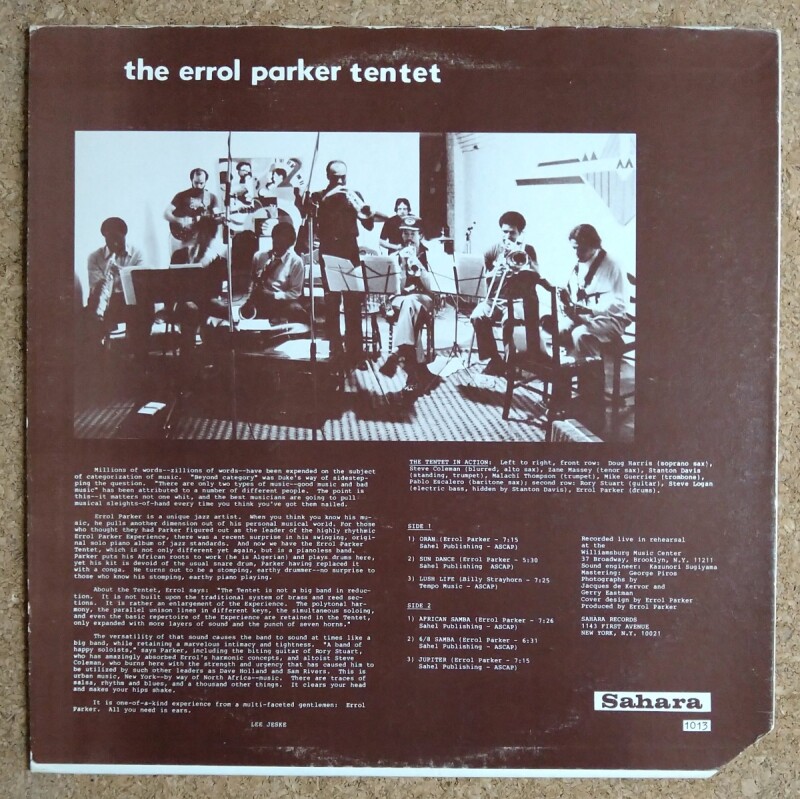 the errol parker tentet
Millions of words--zillions of words--have been expended on the subject
of categorization of music. "Beyond category" was Duke's way of sidestep-
ping the question. "There are only two types of music--good music and bad
music" has been attributed to a number of different people. The point is
this--it matters not one whit, and the best musicians are going to pull
musical sleights-of-hand every time you think you've got them nailed.
Errol Parker is a unique jazz artist. When you think you know his mu-
sic, he pulls another dimension out of his personal musical world. For those
who thought they had Parker figured out as the leader of the highly rhythmic
Errol Parker Experience, there was a recent surprise in his swinging, origi-
nal solo piano album of jazz standards. And now we have the Errol Parker
Tentet, which is not only different yet again, but is a pianoless band.
Parker puts his African roots to work (he is Algerian) and plays drums here,
yet his kit is devoid of the usual snare drum, Parker having replaced it
with a conga. He turns out to be a stomping, earthy drummer--no surprise to
those who know his stomping, earthy piano playing.
About the Tentet, Errol says: "The Tentet is not a big band in reduc-
tion. It is not built upon the traditional system of brass and reed sec-
tions. It is rather an enlargement of the Experience. The polytonal har-
mony, the parallel unison lines in different keys, the simultaneous soloing,
and even the basic repertoire of the Experience are retained in the Tentet,
only expanded with more layers of sound and the punch of seven horns."
The versatility of that sound causes the band to sound at times like a
big band, while retaining a marvelous intimacy and tightness. "A band of
happy soloists," says Parker, including the biting guitar of Rory Stuart,
who has amazingly absorbed Errol's harmonic concepts, and altoist Steve
Coleman, who burns here with the strength and urgency that has caused him to
be utilized by such other leaders as Dave Holland and Sam Rivers. This is
urban music, New York--by way of North Africa--music. There are traces of
salsa, rhythm and blues, and a thousand other things. It clears your head
and makes your hips shake.
It is one-of-a-kind experience from a multi-faceted gentlemen: Errol
Parker. All you need is ears.
LEE JESKE
THE TENTET IN ACTION: Left to right, front row: Doug Harris (soprano sax),
Steve Coleman (blurred, alto sax), Zane Massey (tenor sax), Stanton Davis
(standing, trumpet), Malachi Thompson (trumpet), Mike Guerrier (trombone),
Pablo Escalero (baritone sax); second row: Rory Stuart (guitar), Steve Logan
(electric bass, hidden by Stanton Davis), Errol Parker (drums).
SIDE 1
1) ORAN (Errol Parker - 7:15
Sahel Publishing - ASCAP)
2) SUN DANCE (Errol Parker - 5:30
Sahel Publishing - ASCAP)
3) LUSH LIFE (Billy Strayhorn - 7:25
Tempo Music - ASCAP)
SIDE 2
1) AFRICAN SAMBA (Errol Parker - 7:26
Sahel Publishing - ASCAP)
2) 6/8 SAMBA (Errol Parker - 6:31
Sahel Publishing - ASCAP)
3) JUPITER (Errol Parker - 7:15
Sahel Publishing - ASCAP)
Recorded live in rehearsal
at the
Williamsburg Music Center
37 Broadway, Brooklyn, N.Y. 11211
Sound engineer: Kazunori Sugiyama
Mastering: George Piros
Photographs by
Jacques de Kervor and
Gerry Eastman
Cover design by Errol Parker
Produced by Errol Parker
SAHARA RECORDS
1143 FIRST AVENUE
NEW YORK, N.Y. 10021
Sahara
1013